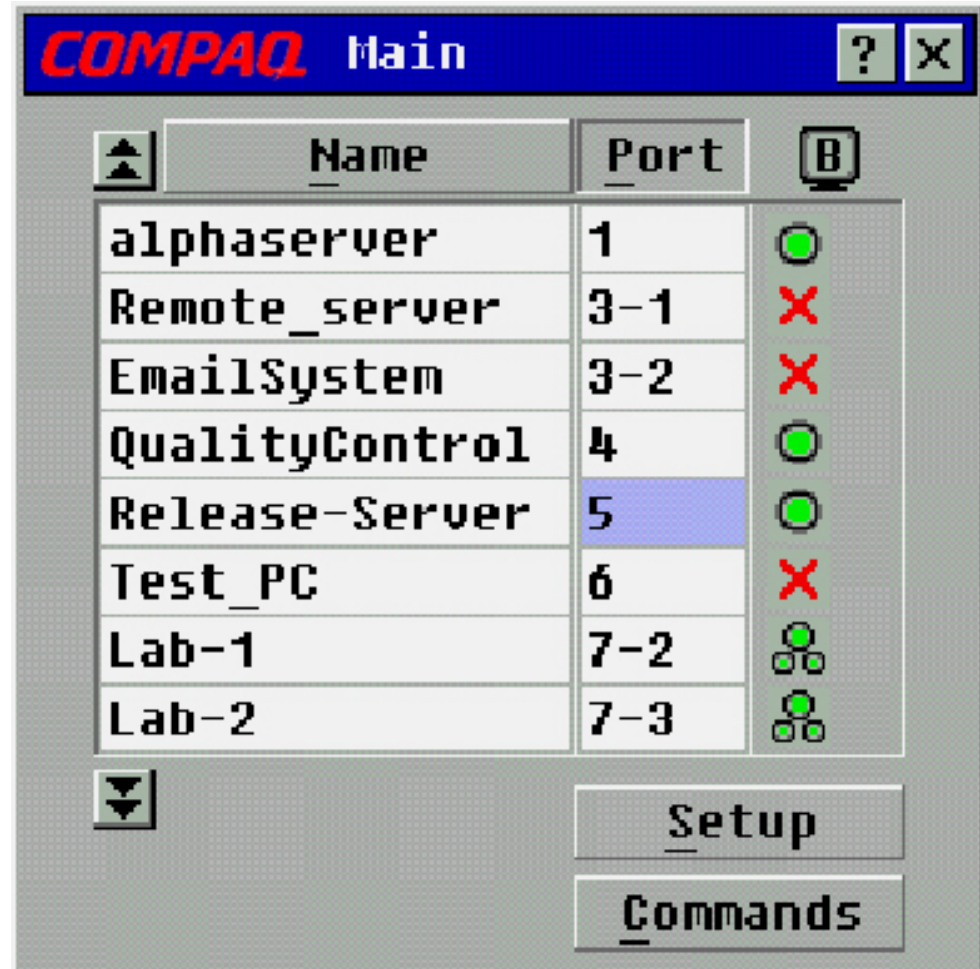 COMPAQ Main ? X
Name Port B
alphaserver 1
Remote_server 3-1
EmailSystem 3-2
QualityControl 4
Release-Server 5
Test_PC 6
Lab-1 7-2
Lab-2 7-3
Setup
Commands